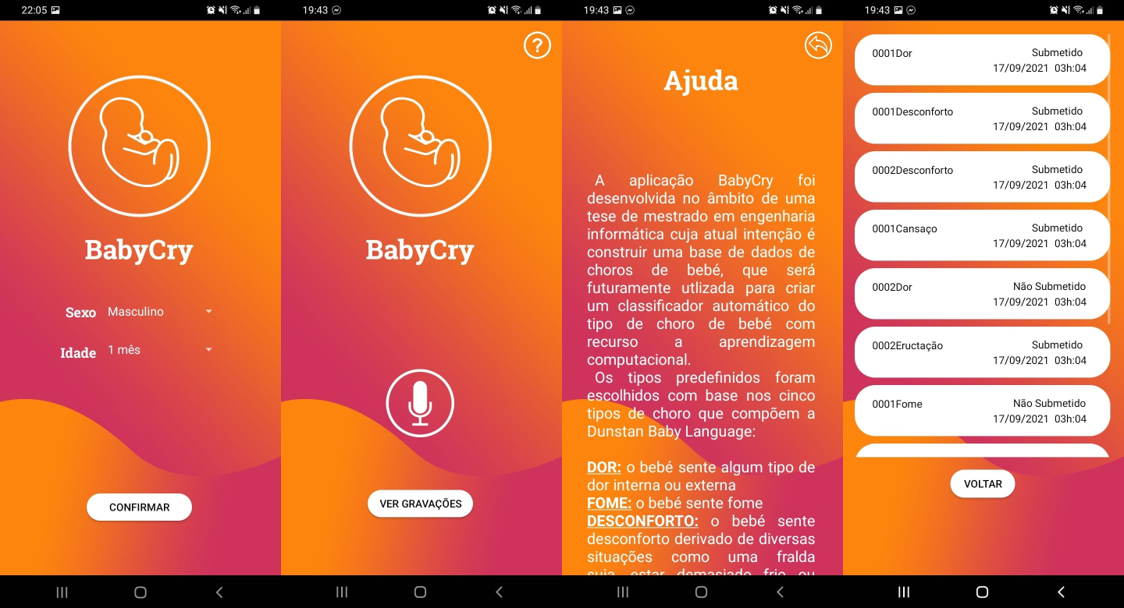 22:05
BabyCry
Sexo Masculino
Idade 1 mês
CONFIRMAR
19:43
?
BabyCry
VER GRAVAÇÕES
19:43
Ajuda
A aplicação BabyCry foi
desenvolvida no âmbito de uma
tese de mestrado em engenharia
informática cuja atual intenção é
construir uma base de dados de
choros de bebé, que será
futuramente utlizada para criar
um classificador automático do
tipo de choro de bebé com
recurso a aprendizagem
computacional.
Os tipos predefinidos foram
escolhidos com base nos cinco
tipos de choro que compõem a
Dunstan Baby Language:
DOR: o bebé sente algum tipo de
dor interna ou externa
FOME: o bebé sente fome
DESCONFORTO: o bebé sente
desconforto derivado de diversas
situações como uma fralda
suja, estar demasiado frio ou
19:43
0001Dor Submetido
17/09/2021 03h:04
0001Desconforto Submetido
17/09/2021 03h:04
0002Desconforto Submetido
17/09/2021 03h:04
0001Cansaço Submetido
17/09/2021 03h:04
0002Dor Não Submetido
17/09/2021 03h:04
0002Eructação Submetido
17/09/2021 03h:04
0001Fome Não Submetido
17/09/2021 03h:04
VOLTAR